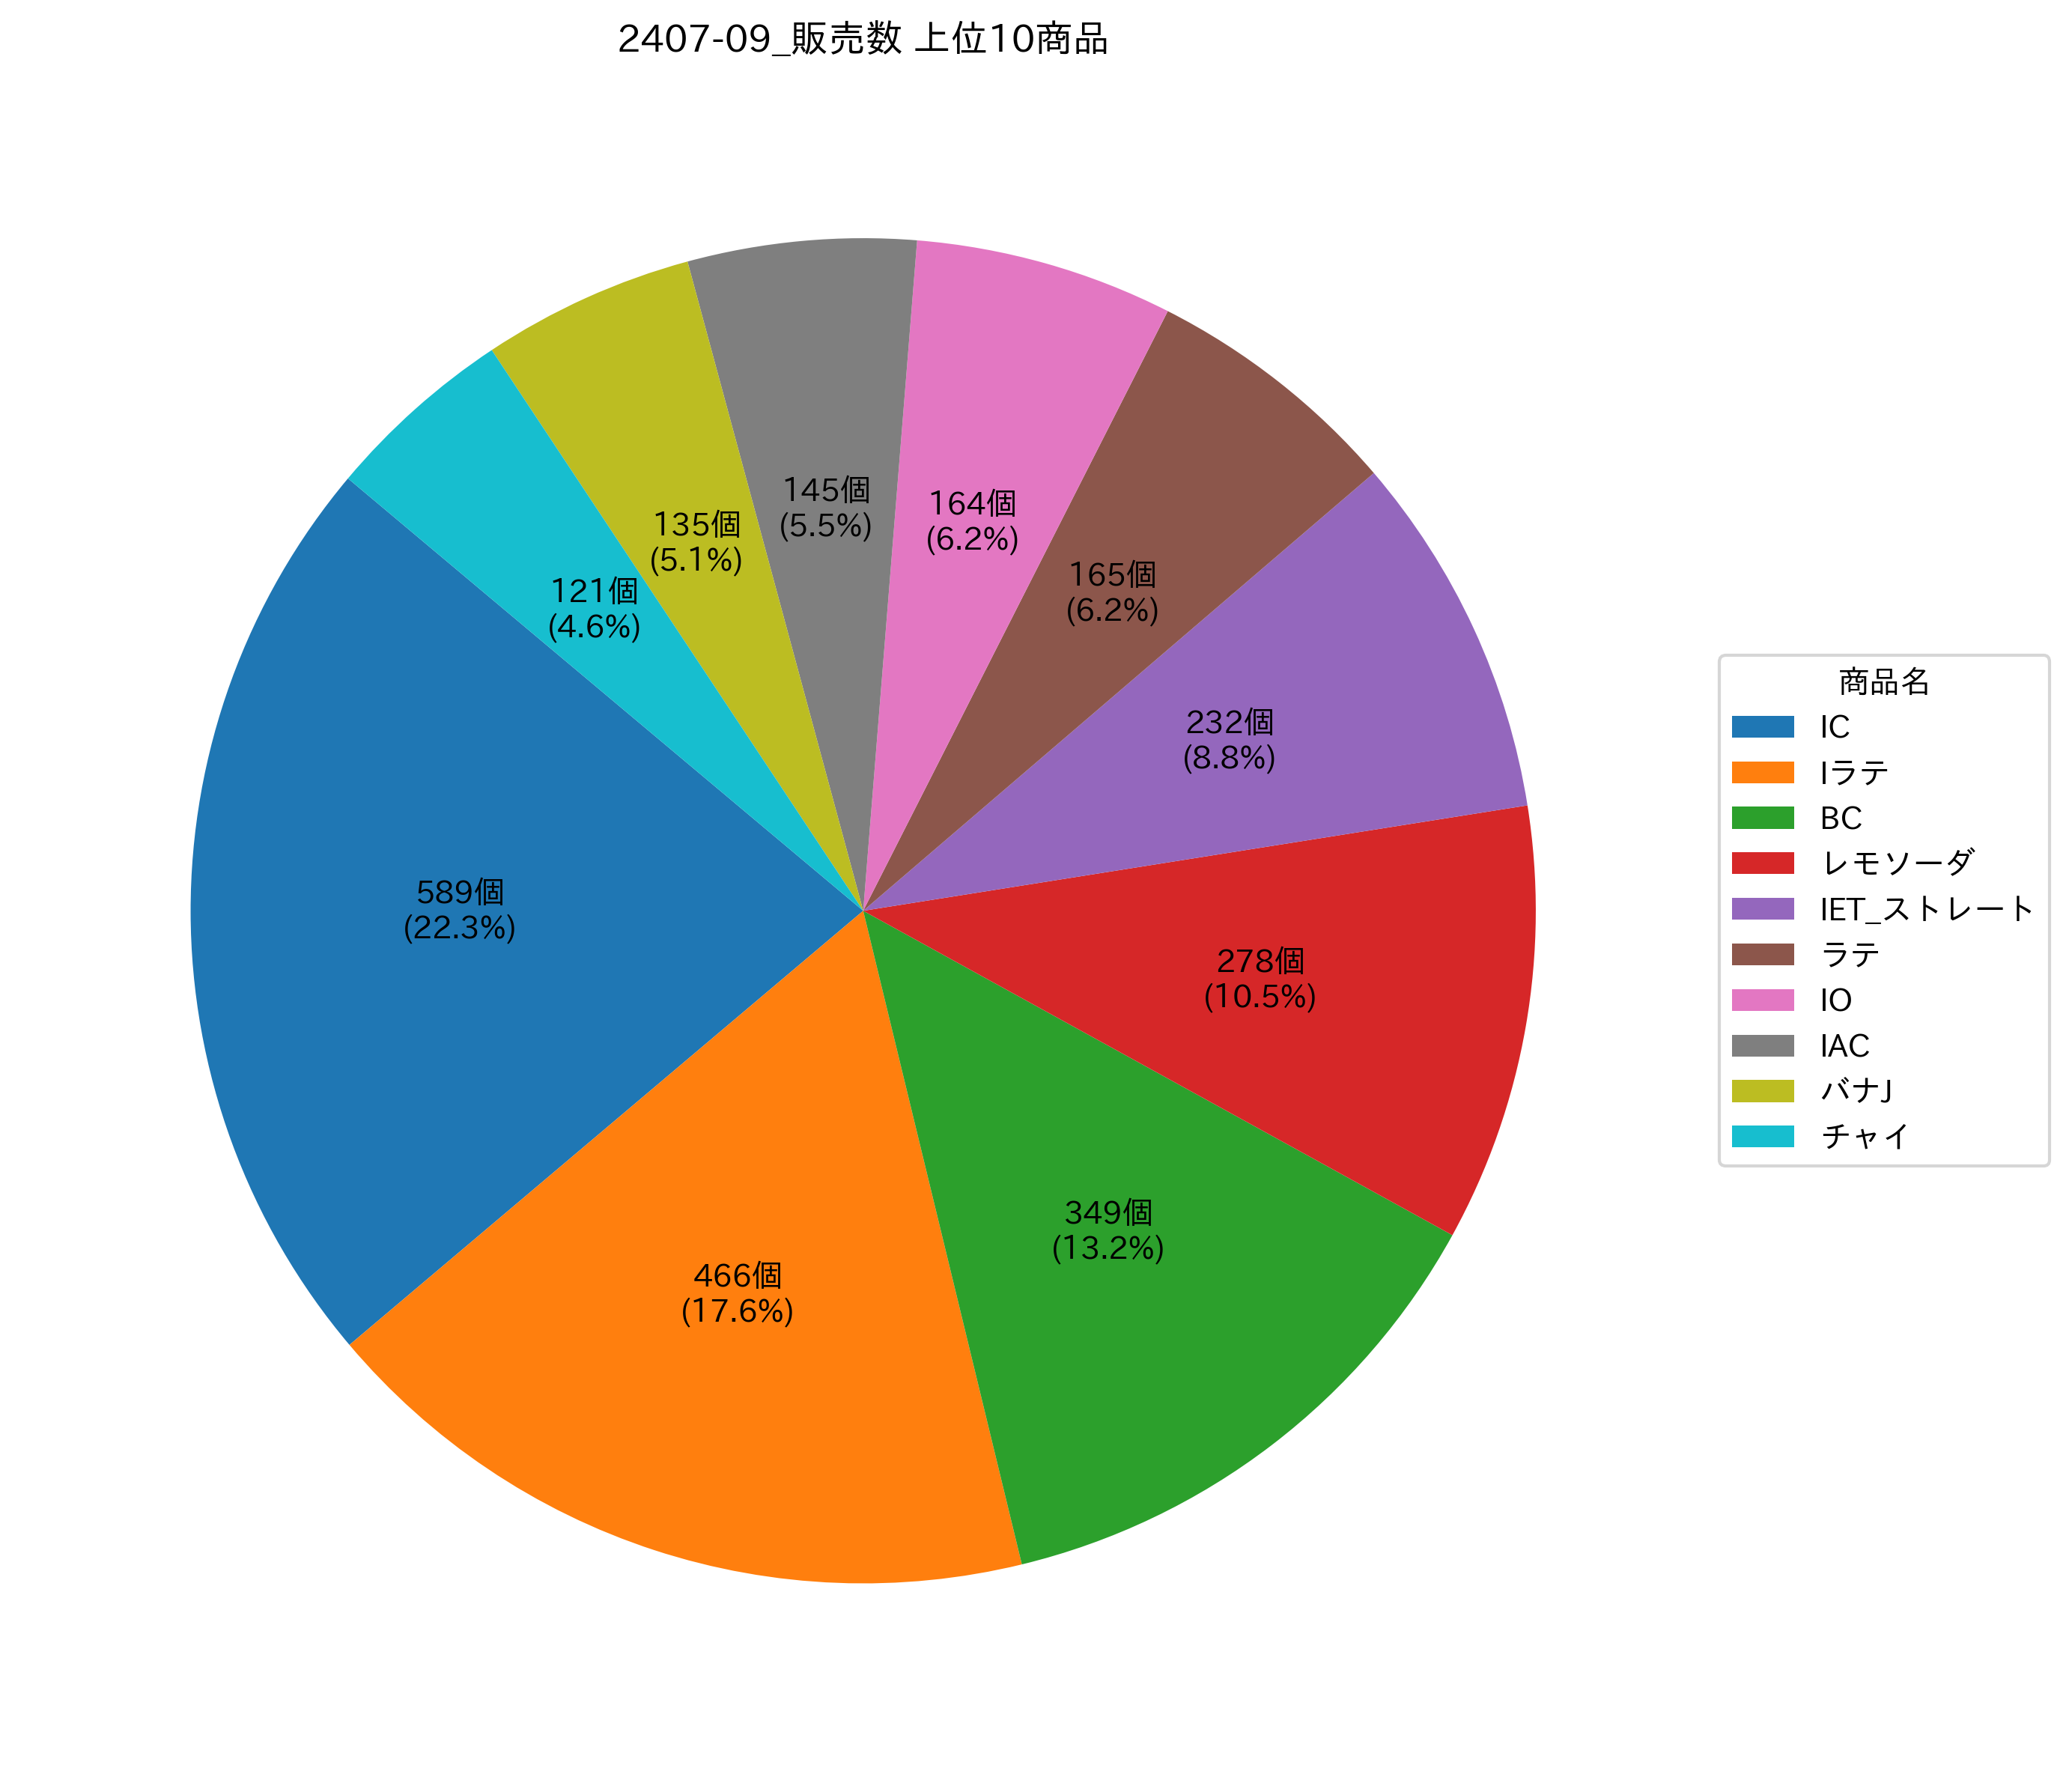 2407-09_販売数 上位10商品
145個
(5.5%)
164個
(6.2%)
135個
(5.1%)
165個
(6.2%)
121個
(4.6%)
232個
(8.8%)
589個
(22.3%)
278個
(10.5%)
349個
(13.2%)
466個
(17.6%)
商品名
IC
Iラテ
BC
レモソーダ
IET_ストレート
ラテ
IO
IAC
バナJ
チャイ